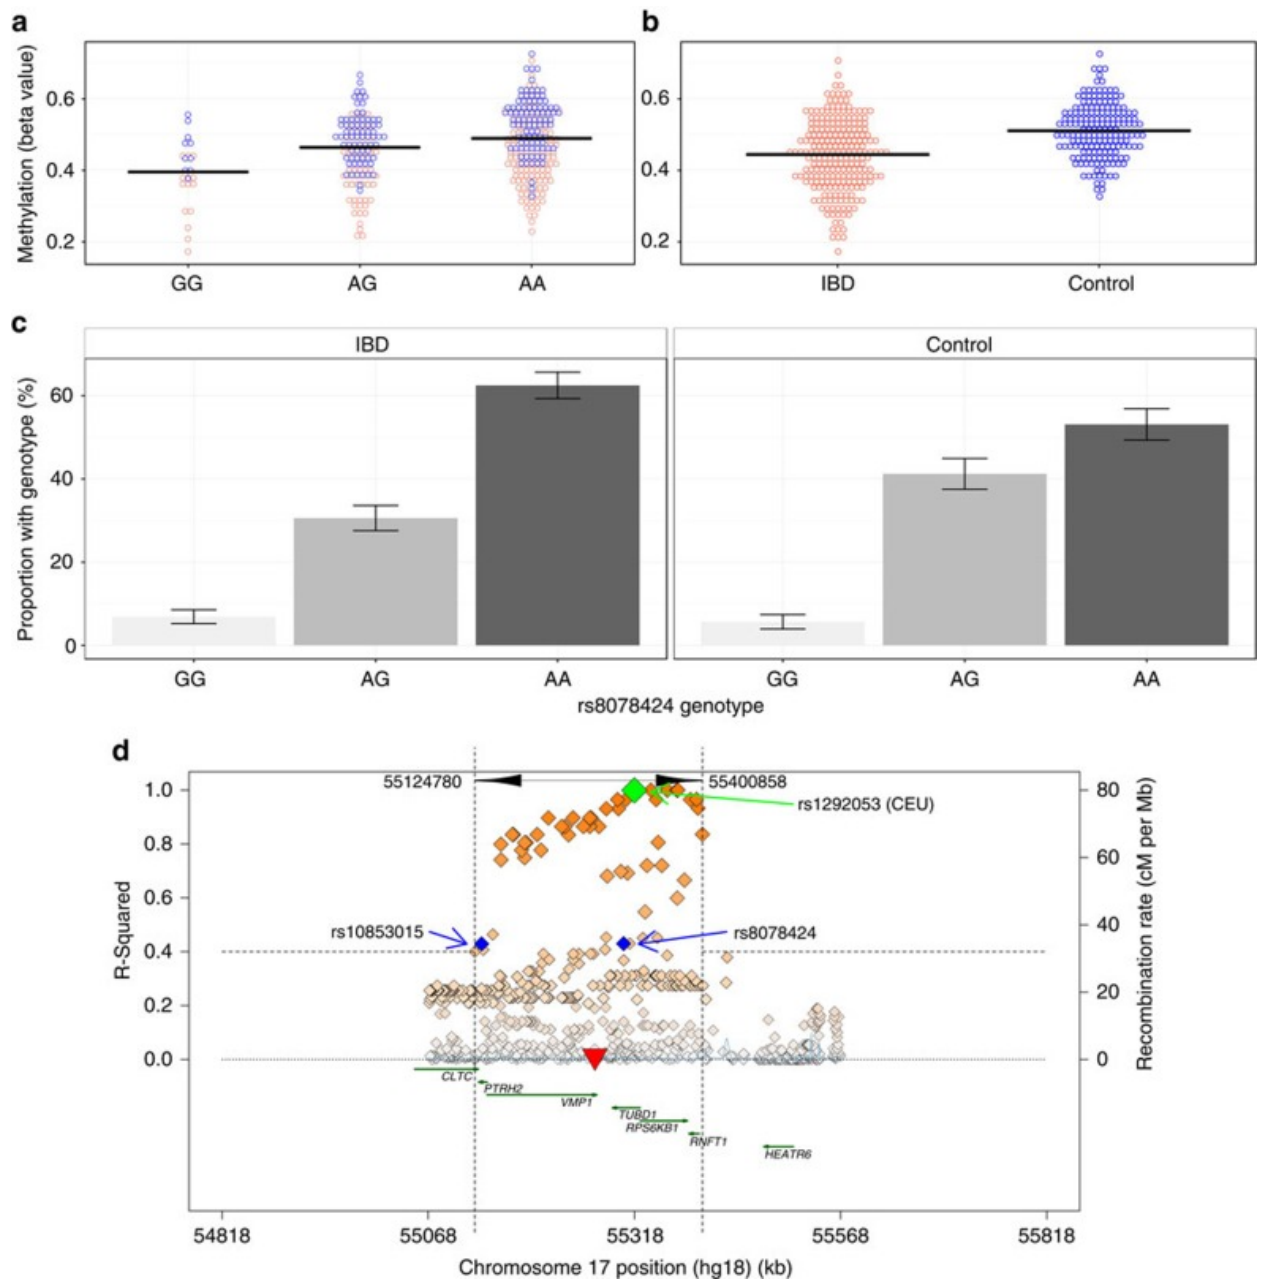 a
b
Methylation (beta value)
0.6
0.4
0.2
GG AG AA
0.6
0.4
0.2
IBD Control
c
IBD Control
Proportion with genotype (%)
60
40
20
0
GG AG AA GG AG AA
rs8078424 genotype
d
55124780 55400858
rs1292053 (CEU)
rs10853015 rs8078424
R-Squared
1.0
0.8
0.6
0.4
0.2
0.0
80
60
40
20
0
Recombination rate (cM per Mb)
CLTC
PTRH2
VMP1
TUBD1
RPS6KB1
RNFT1
HEATR6
54818 55068 55318 55568 55818
Chromosome 17 position (hg18) (kb)